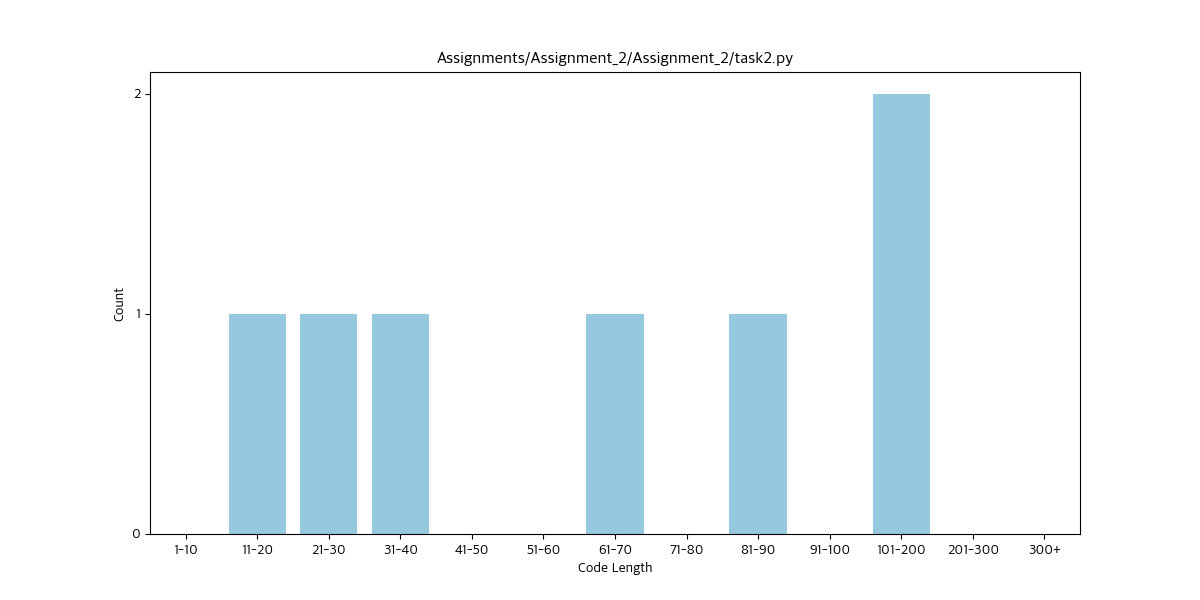 Assignments/Assignment_2/Assignment_2/task2.py
2
1
0
Count
1-10 11-20 21-30 31-40 41-50 51-60 61-70 71-80 81-90 91-100 101-200 201-300 300+
Code Length